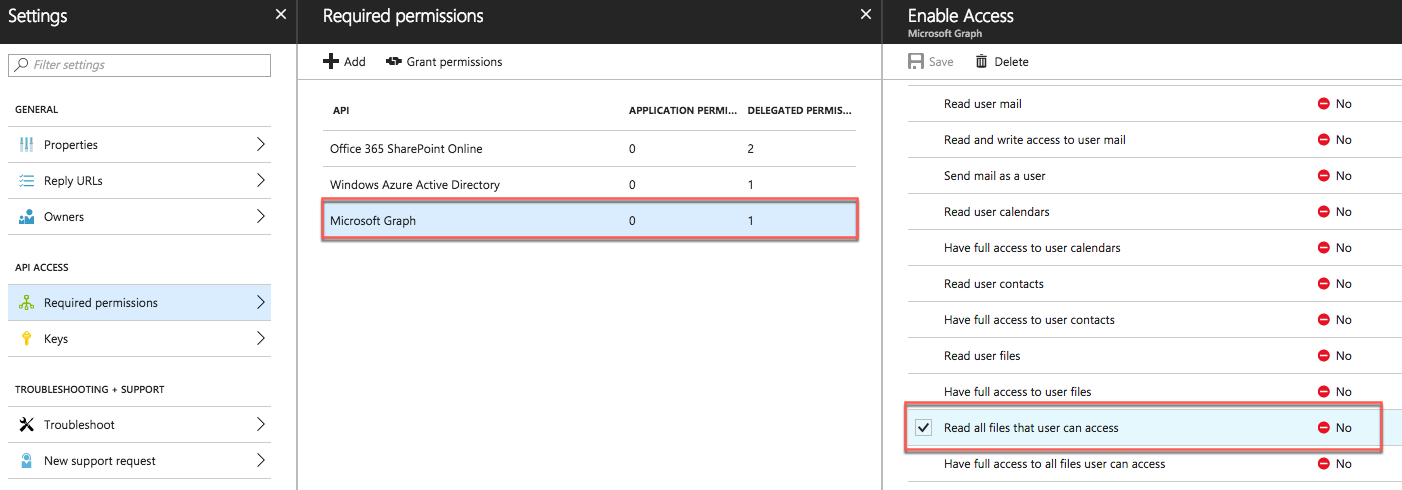 Settings
Filter settings
GENERAL
Properties
Reply URLs
Owners
API ACCESS
Required permissions
Keys
TROUBLESHOOTING + SUPPORT
Troubleshoot
New support request
Required permissions
Add Grant permissions
API APPLICATION PERMI... DELEGATED PERMIS...
Office 365 SharePoint Online 0 2
Windows Azure Active Directory 0 1
Microsoft Graph 0 1
Enable Access
Microsoft Graph
Save Delete
Read user mail No
Read and write access to user mail No
Send mail as a user No
Read user calendars No
Have full access to user calendars No
Read user contacts No
Have full access to user contacts No
Read user files No
Have full access to user files No
Read all files that user can access No
Have full access to all files user can access No